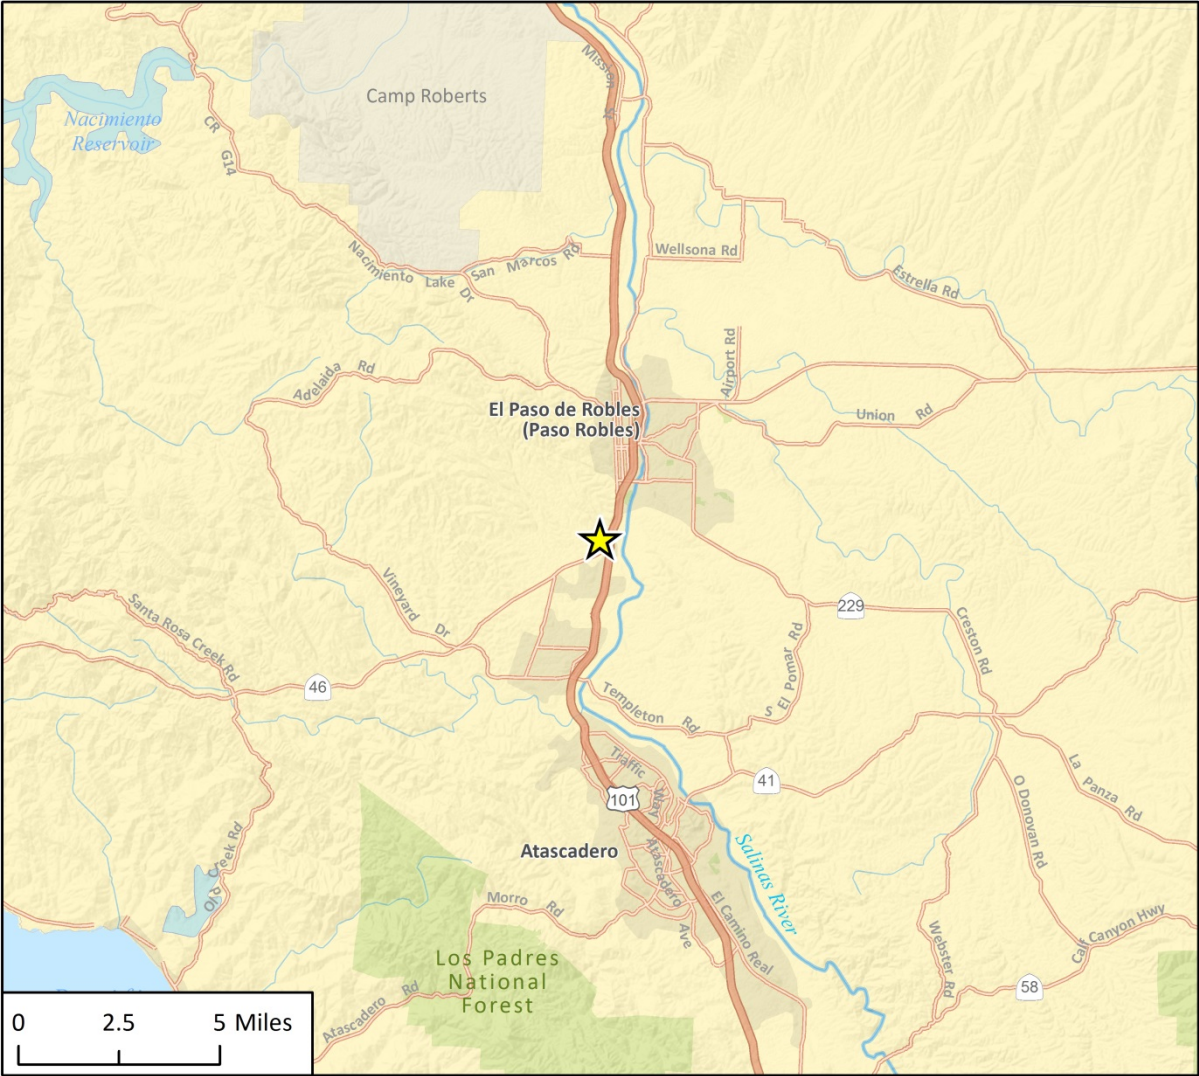 Mission St
Camp Roberts
Nacimiento
Reservoir
CR G14
Nacimiento Lake Dr
San Marcos Rd
Wellsona Rd
Estrella Rd
Airport Rd
Adelaida Rd
El Paso de Robles
(Paso Robles)
Union Rd
Vineyard Dr
Santa Rosa Creek Rd
229
Creston Rd
S El Pomar Rd
46
Templeton Rd
Traffic Way
41
La Panza Rd
101
O Donovan Rd
Old Creek Rd
Atascadero
Salinas River
Atascadero Ave
Morro Rd
El Camino Real
Webster Rd
Calf Canyon Hwy
Los Padres
National
Forest
58
Atascadero Rd
0 2.5 5 Miles